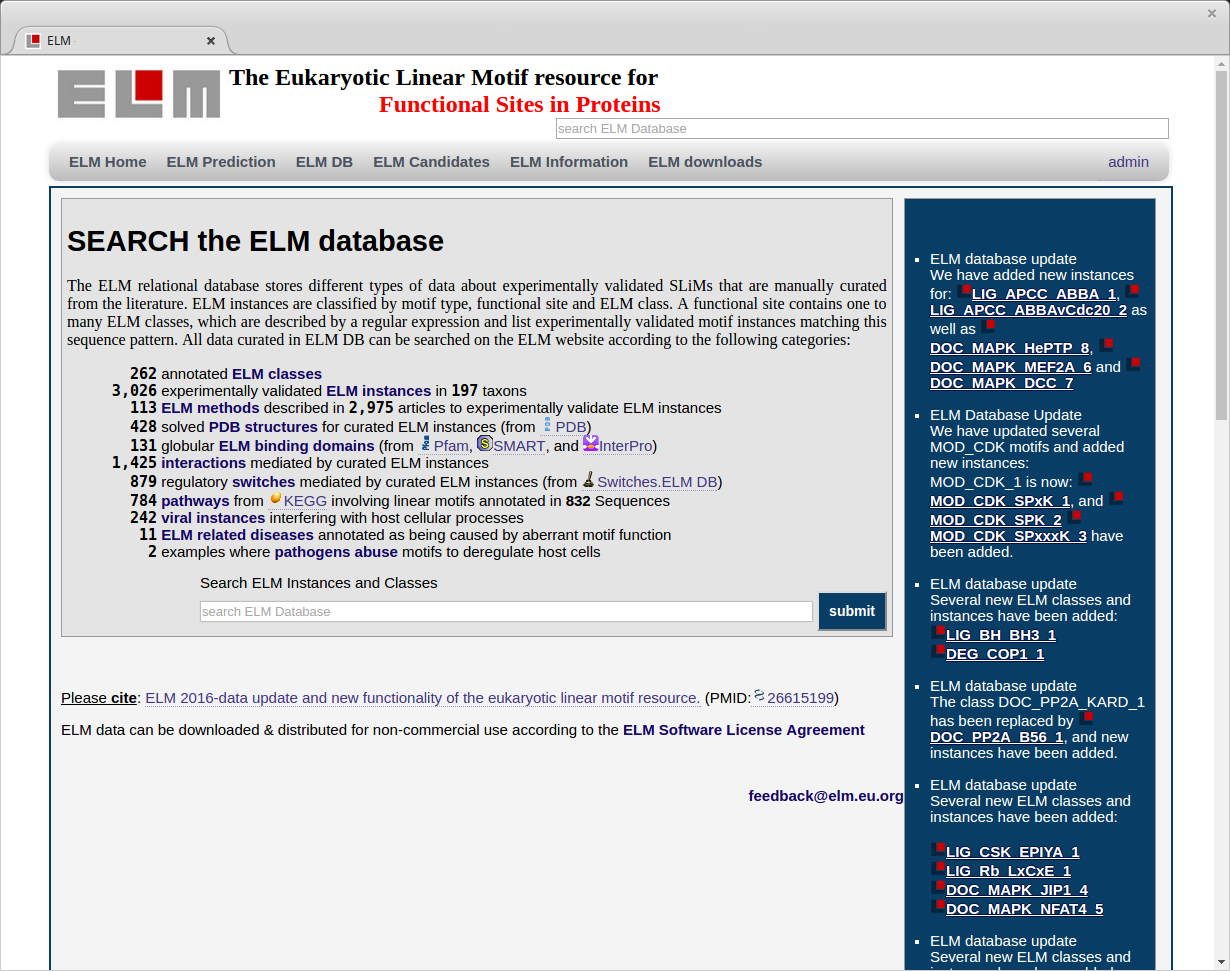 ELM
ELM
The Eukaryotic Linear Motif resource for
Functional Sites in Proteins
search ELM Database
ELM Home ELM Prediction ELM DB ELM Candidates ELM Information ELM downloads admin
SEARCH the ELM database
The ELM relational database stores different types of data about experimentally validated SLiMs that are manually curated
from the literature. ELM instances are classified by motif type, functional site and ELM class. A functional site contains one to
many ELM classes, which are described by a regular expression and list experimentally validated motif instances matching this
sequence pattern. All data curated in ELM DB can be searched on the ELM website according to the following categories:
262 annotated ELM classes
3,026 experimentally validated ELM instances in 197 taxons
113 ELM methods described in 2,975 articles to experimentally validate ELM instances
428 solved PDB structures for curated ELM instances (from PDB)
131 globular ELM binding domains (from Pfam, SMART, and InterPro)
1,425 interactions mediated by curated ELM instances
879 regulatory switches mediated by curated ELM instances (from Switches.ELM DB)
784 pathways from KEGG involving linear motifs annotated in 832 Sequences
242 viral instances interfering with host cellular processes
11 ELM related diseases annotated as being caused by aberrant motif function
2 examples where pathogens abuse motifs to deregulate host cells
Search ELM Instances and Classes
search ELM Database submit
Please cite: ELM 2016-data update and new functionality of the eukaryotic linear motif resource. (PMID: 26615199)
ELM data can be downloaded & distributed for non-commercial use according to the ELM Software License Agreement
feedback@elm.eu.org
ELM database update
We have added new instances
for: LIG_APCC_ABBA_1,
LIG_APCC_ABBAvCdc20_2 as
well as
DOC_MAPK_HePTP_8,
DOC_MAPK_MEF2A_6 and
DOC_MAPK_DCC_7
ELM Database Update
We have updated several
MOD_CDK motifs and added
new instances:
MOD_CDK_1 is now:
MOD_CDK_SPxK_1, and
MOD_CDK_SPK_2
MOD_CDK_SPxxxK_3 have
been added.
ELM database update
Several new ELM classes and
instances have been added:
LIG_BH_BH3_1
DEG_COP1_1
ELM database update
The class DOC_PP2A_KARD_1
has been replaced by
DOC_PP2A_B56_1, and new
instances have been added.
ELM database update
Several new ELM classes and
instances have been added:
LIG_CSK_EPIYA_1
LIG_Rb_LxCxE_1
DOC_MAPK_JIP1_4
DOC_MAPK_NFAT4_5
ELM database update
Several new ELM classes and